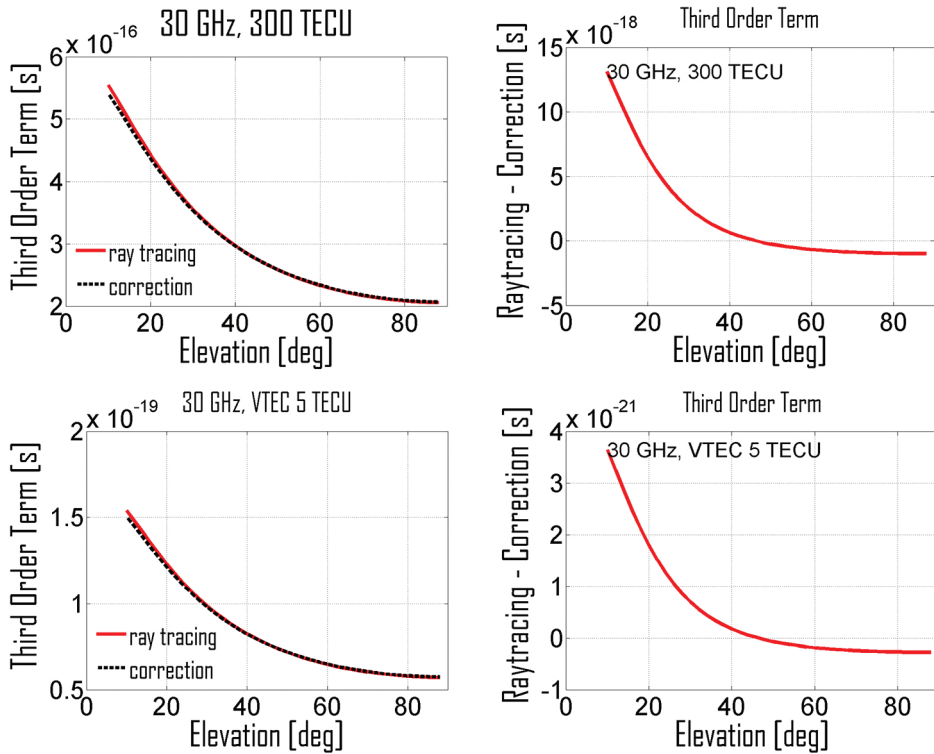 30 GHz, 300 TECU
6 x 10-16
Third Order Term [s]
5
4
3
2
ray tracing
correction
0 20 40 60 80
Elevation [deg]
Third Order Term
15 x 10-18
30 GHz, 300 TECU
Raytracing - Correction [s]
10
5
0
-5
0 20 40 60 80
Elevation [deg]
30 GHz, VTEC 5 TECU
2 x 10-19
Third Order Term [s]
1.5
1
0.5
ray tracing
correction
0 20 40 60 80
Elevation [deg]
Third Order Term
4 x 10-21
30 GHz, VTEC 5 TECU
Raytracing - Correction [s]
3
2
1
0
-1
0 20 40 60 80
Elevation [deg]